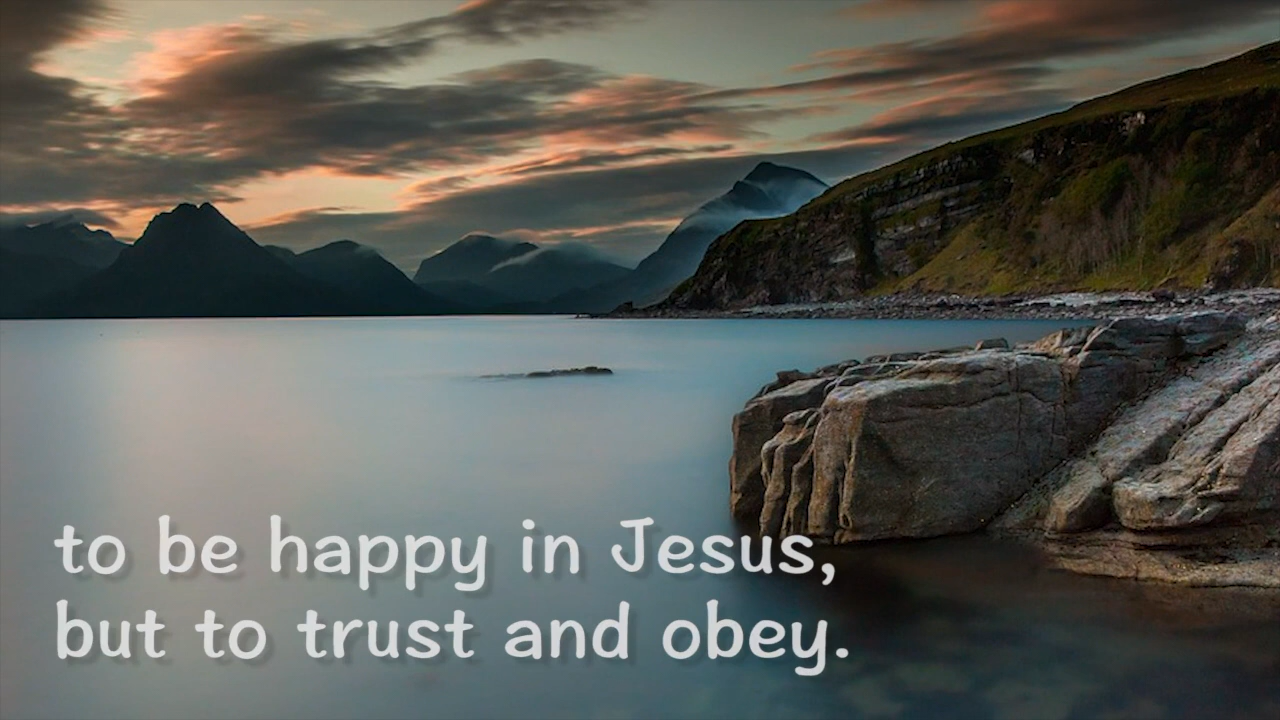 to be happy in Jesus,
but to trust and obey.